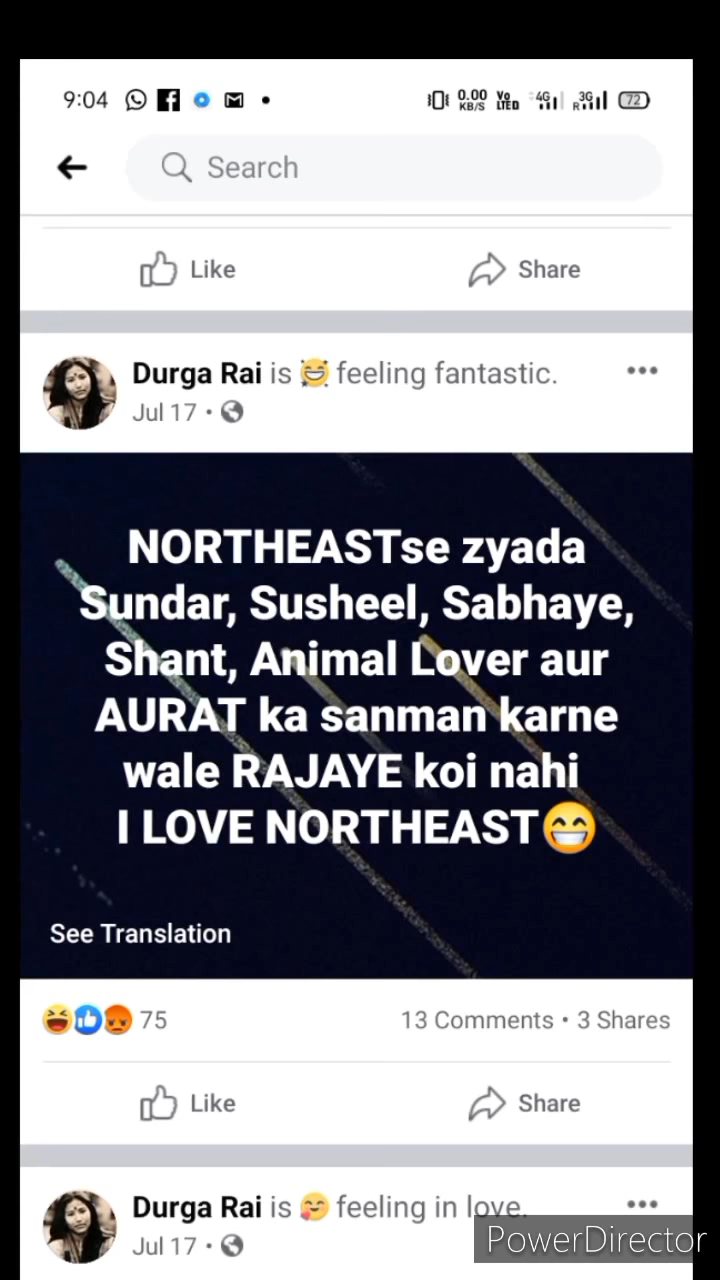 9:04
0.00 KB/S Vo LTED 4G R 3G 72
Search
Like Share
Durga Rai is feeling fantastic.
Jul 17 •
NORTHEASTse zyada
Sundar, Susheel, Sabhaye,
Shant, Animal Lover aur
AURAT ka sanman karne
wale RAJAYE koi nahi
I LOVE NORTHEAST😁
See Translation
75 13 Comments • 3 Shares
Like Share
Durga Rai is feeling in love.
Jul 17 •
PowerDirector